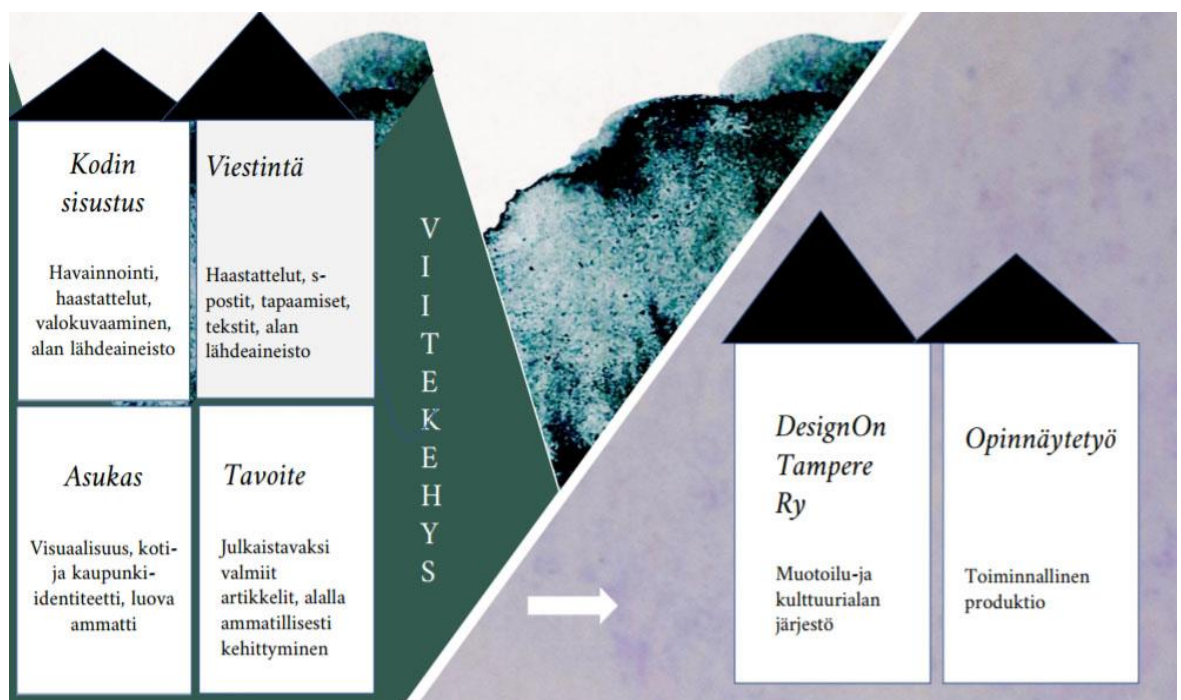 Kodin
sisustus
Havainnointi,
haastattelut,
valokuvaaminen,
alan lähdeaineisto
Viestintä
Haastattelut, s-
postit, tapaamiset,
tekstit, alan
lähdeaineisto
Asukas
Visuaalisuus, koti-
ja kaupunki-
identiteetti, luova
ammatti
Tavoite
Julkaistavaksi
valmiit
artikkelit, alalla
ammatillisesti
kehittyminen
VIITEKEHYS
DesignOn
Tampere
Ry
Muotoilu-ja
kulttuurialan
järjestö
Opinnäytetyö
Toiminnallinen
produktio